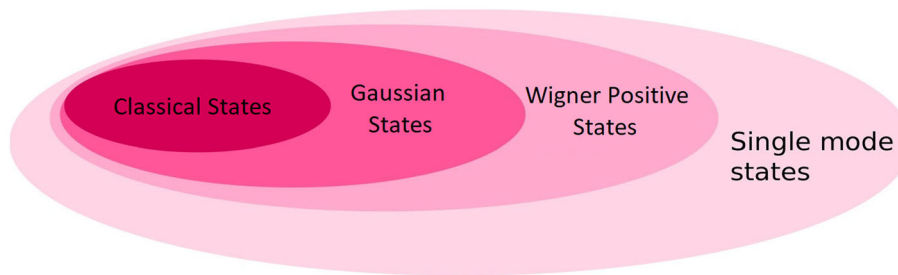 Classical States
Gaussian
States
Wigner Positive
States
Single mode
states